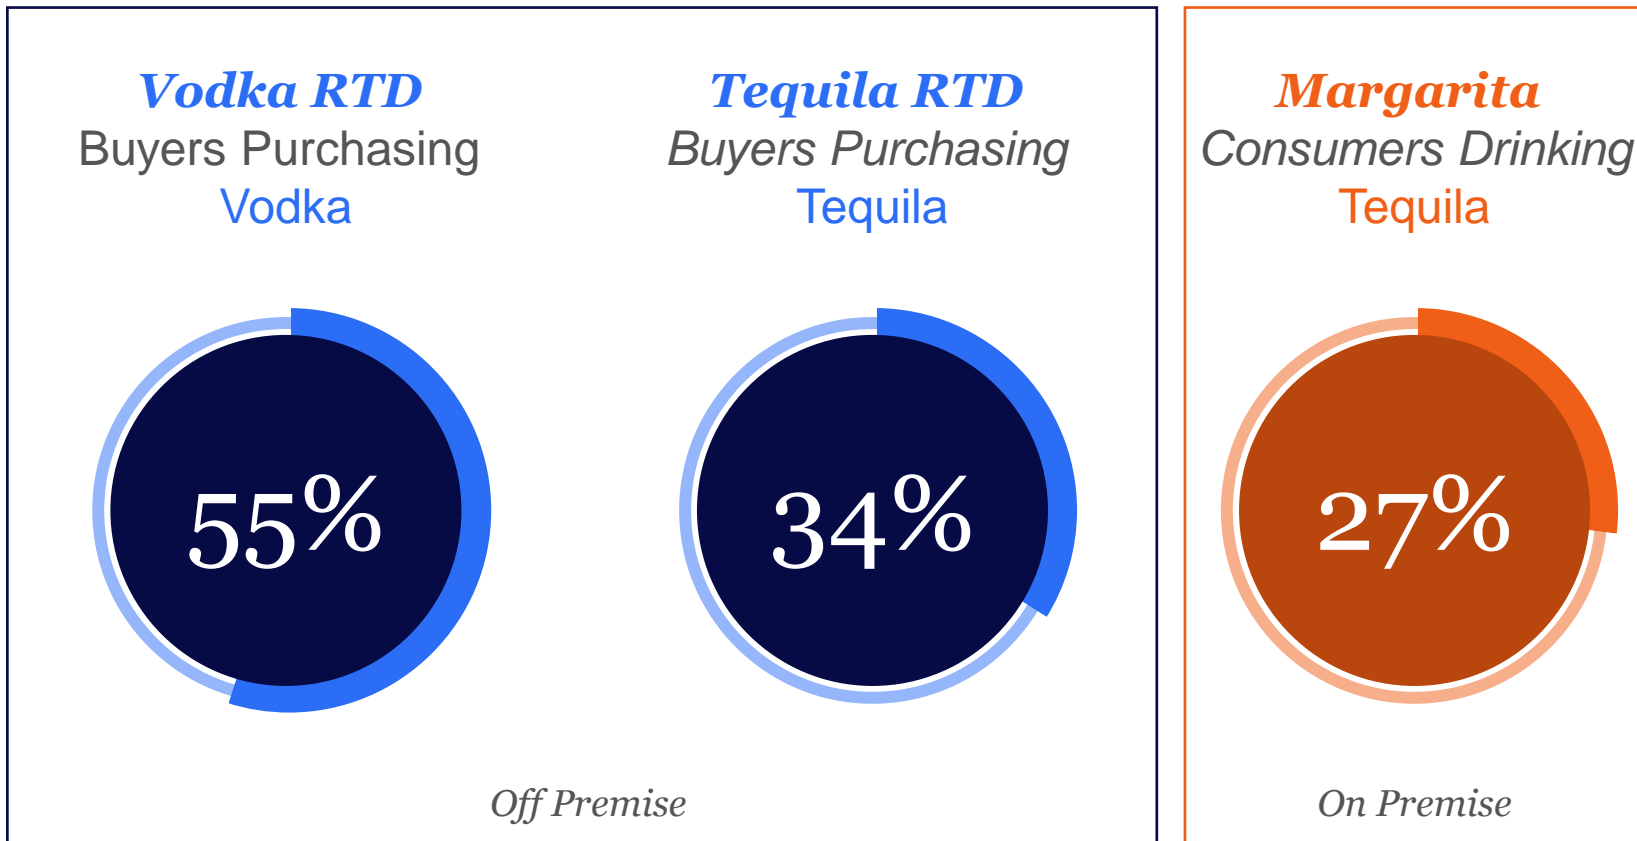 Vodka RTD
Buyers Purchasing
Vodka
55%
Tequila RTD
Buyers Purchasing
Tequila
34%
Off Premise
Margarita
Consumers Drinking
Tequila
27%
On Premise